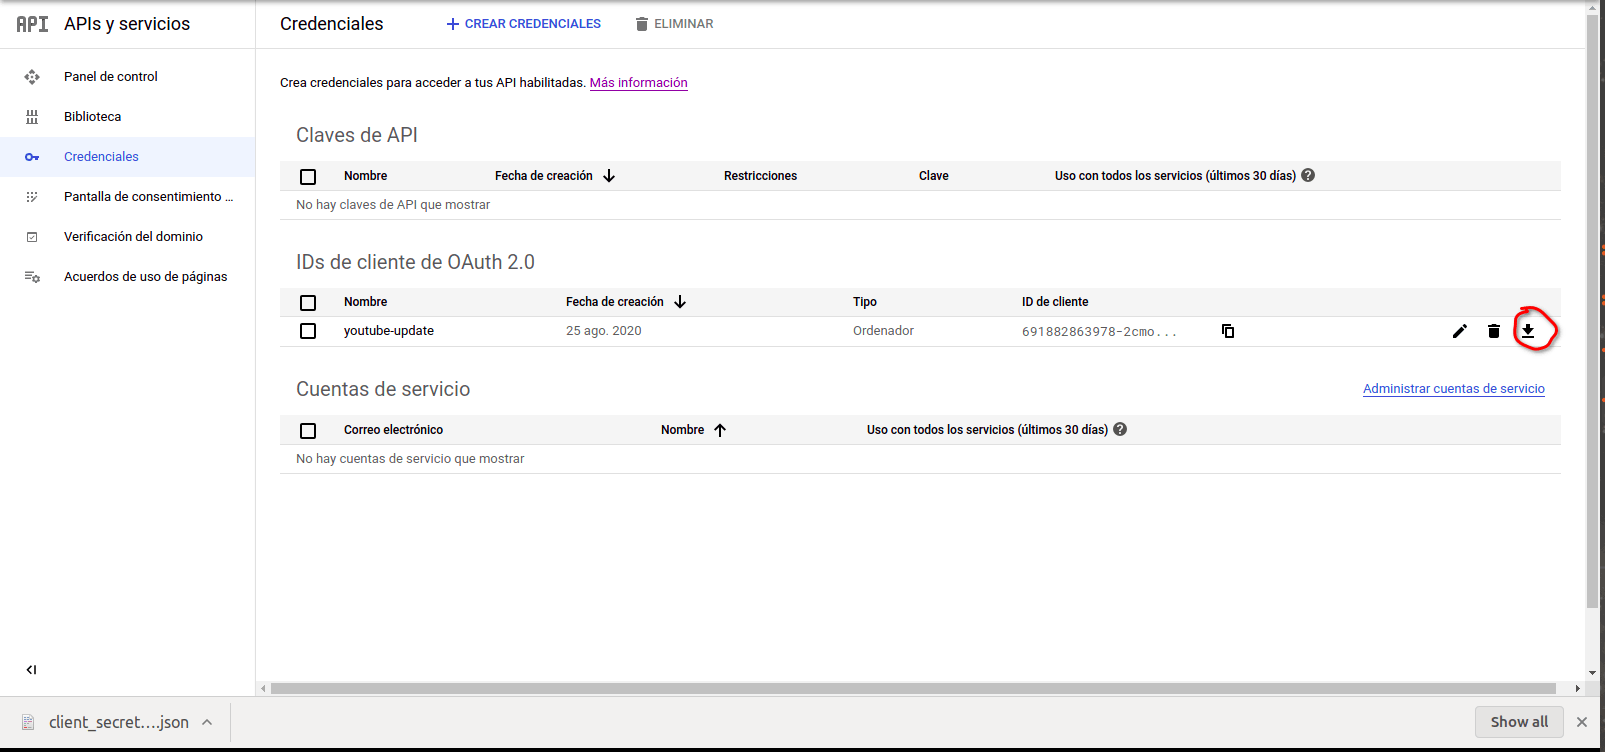 API APIs y servicios
Credenciales
CREAR CREDENCIALES
ELIMINAR
Panel de control
Biblioteca
Credenciales
Pantalla de consentimiento ...
Verificación del dominio
Acuerdos de uso de páginas
Crea credenciales para acceder a tus API habilitadas. Más información
Claves de API
Nombre Fecha de creación Restricciones Clave Uso con todos los servicios (últimos 30 días)
No hay claves de API que mostrar
IDs de cliente de OAuth 2.0
Nombre Fecha de creación Tipo ID de cliente
youtube-update 25 ago. 2020 Ordenador 691882863978-2cmo...
Cuentas de servicio
Administrar cuentas de servicio
Correo electrónico Nombre Uso con todos los servicios (últimos 30 días)
No hay cuentas de servicio que mostrar
client_secret....json
Show all